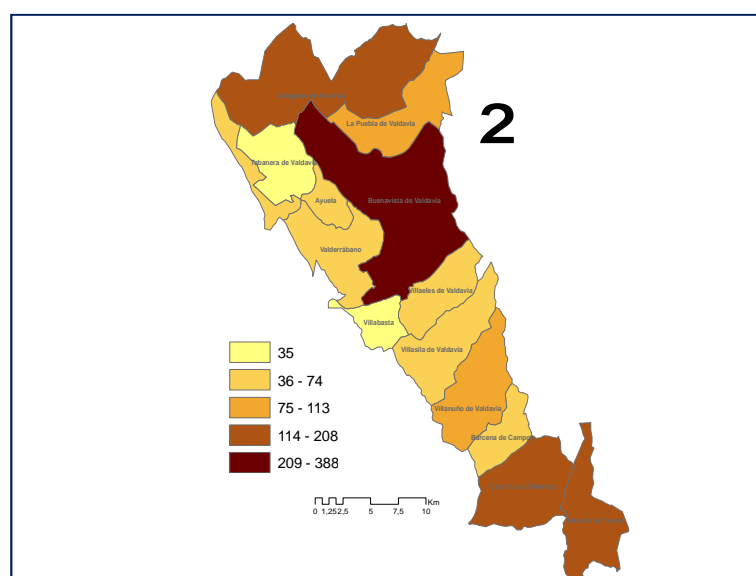 2
La Puebla de Valdavia
Tabanera de Valdavia
Ayuela
Buenavista de Valdavia
Valderrábano
Villaeles de Valdavia
Villabasta
Villasila de Valdavia
Villanuño de Valdavia
Bárcena de Campos
35
36 - 74
75 - 113
114 - 208
209 - 388
Km
0 1,25 2,5 5 7,5 10